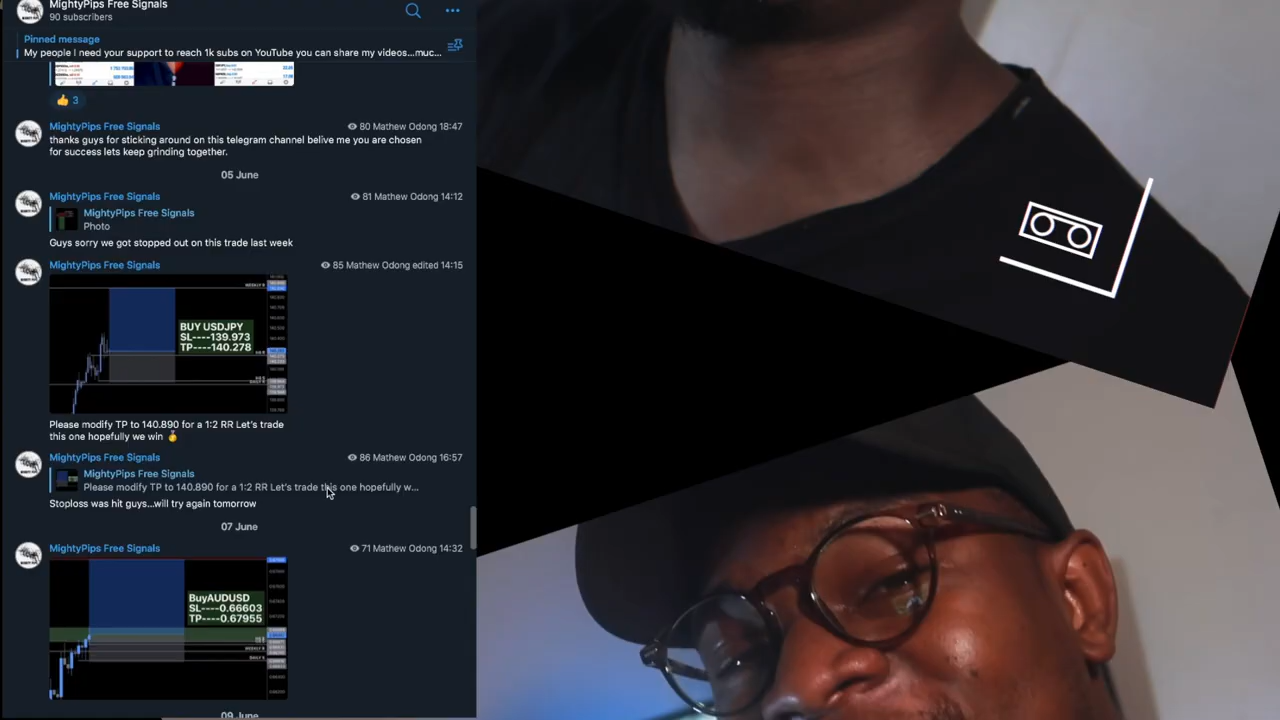 MightyPips Free Signals
90 subscribers
Pinned message
My people I need your support to reach 1k subs on YouTube you can share my videos...muc...
3
MightyPips Free Signals
80 Mathew Odong 18:47
thanks guys for sticking around on this telegram channel belive me you are chosen
for success lets keep grinding together.
05 June
MightyPips Free Signals
81 Mathew Odong 14:12
MightyPips Free Signals
Photo
Guys sorry we got stopped out on this trade last week
MightyPips Free Signals
85 Mathew Odong edited 14:15
BUY USDJPY
SL----139.973
TP----140.278
Please modify TP to 140.890 for a 1:2 RR Let's trade
this one hopefully we win
MightyPips Free Signals
86 Mathew Odong 16:57
MightyPips Free Signals
Please modify TP to 140.890 for a 1:2 RR Let's trade this one hopefully w...
Stoploss was hit guys...will try again tomorrow
07 June
MightyPips Free Signals
71 Mathew Odong 14:32
BuyAUDUSD
SL----0.66603
TP----0.67955
09 June